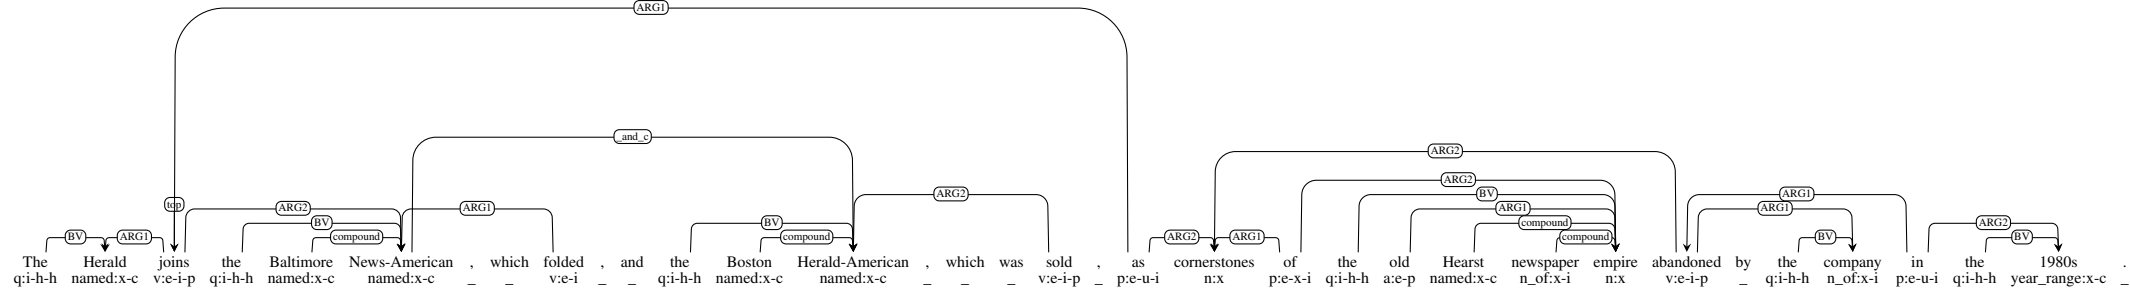 ARG1
_and_c
ARG2
ARG2 ARG2
top ARG2 ARG1 BV ARG1 ARG1
BV BV compound ARG1 ARG2
BV ARG1 compound compound ARG2 ARG1 compound BV BV
The Herald joins the Baltimore News-American , which folded , and the Boston Herald-American , which was sold , as cornerstones of the old Hearst newspaper empire abandoned by the company in the 1980s .
q:i-h-h named:x-c v:e-i-p q:i-h-h named:x-c named:x-c _ _ v:e-i _ _ q:i-h-h named:x-c named:x-c _ _ _ v:e-i-p _ p:e-u-i n:x p:e-x-i q:i-h-h a:e-p named:x-c n_of:x-i n:x v:e-i-p _ q:i-h-h n_of:x-i p:e-u-i q:i-h-h year_range:x-c _